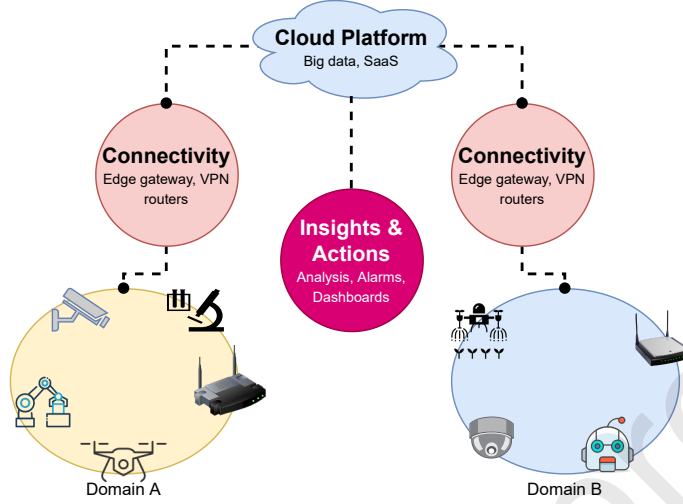 Cloud Platform
Big data, SaaS
Connectivity
Edge gateway, VPN
routers
Connectivity
Edge gateway, VPN
routers
Insights &
Actions
Analysis, Alarms,
Dashboards
Domain A
Domain B